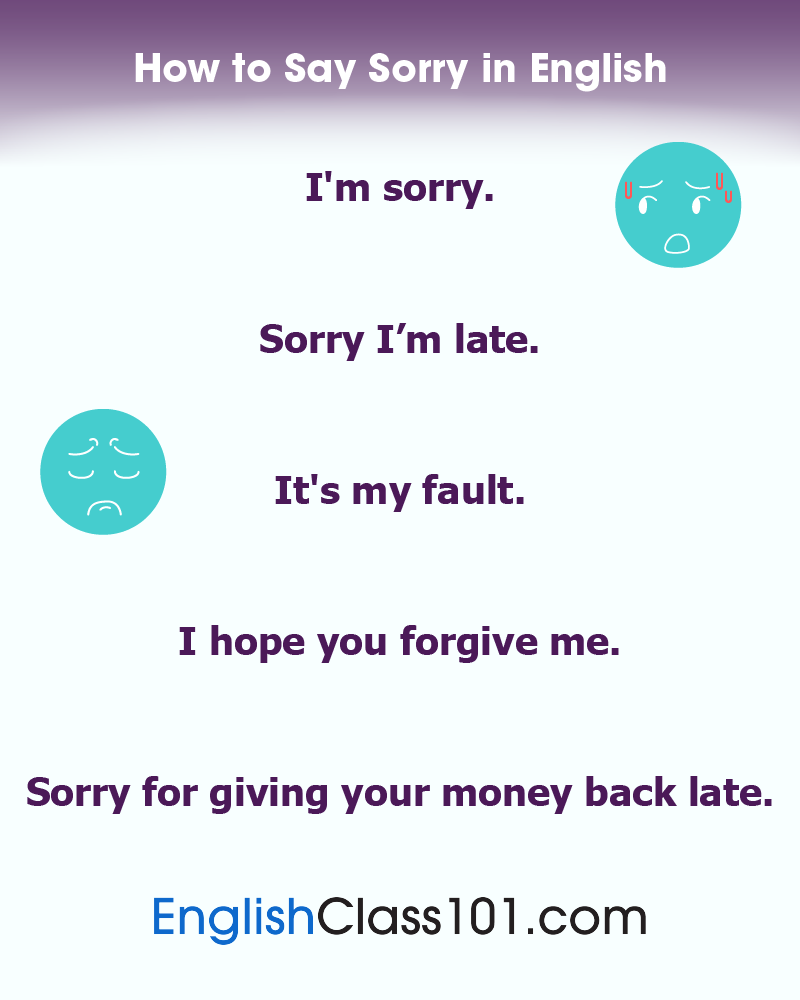 How to Say Sorry in English
I'm sorry.
Sorry I’m late.
It's my fault.
I hope you forgive me.
Sorry for giving your money back late.
EnglishClass101.com